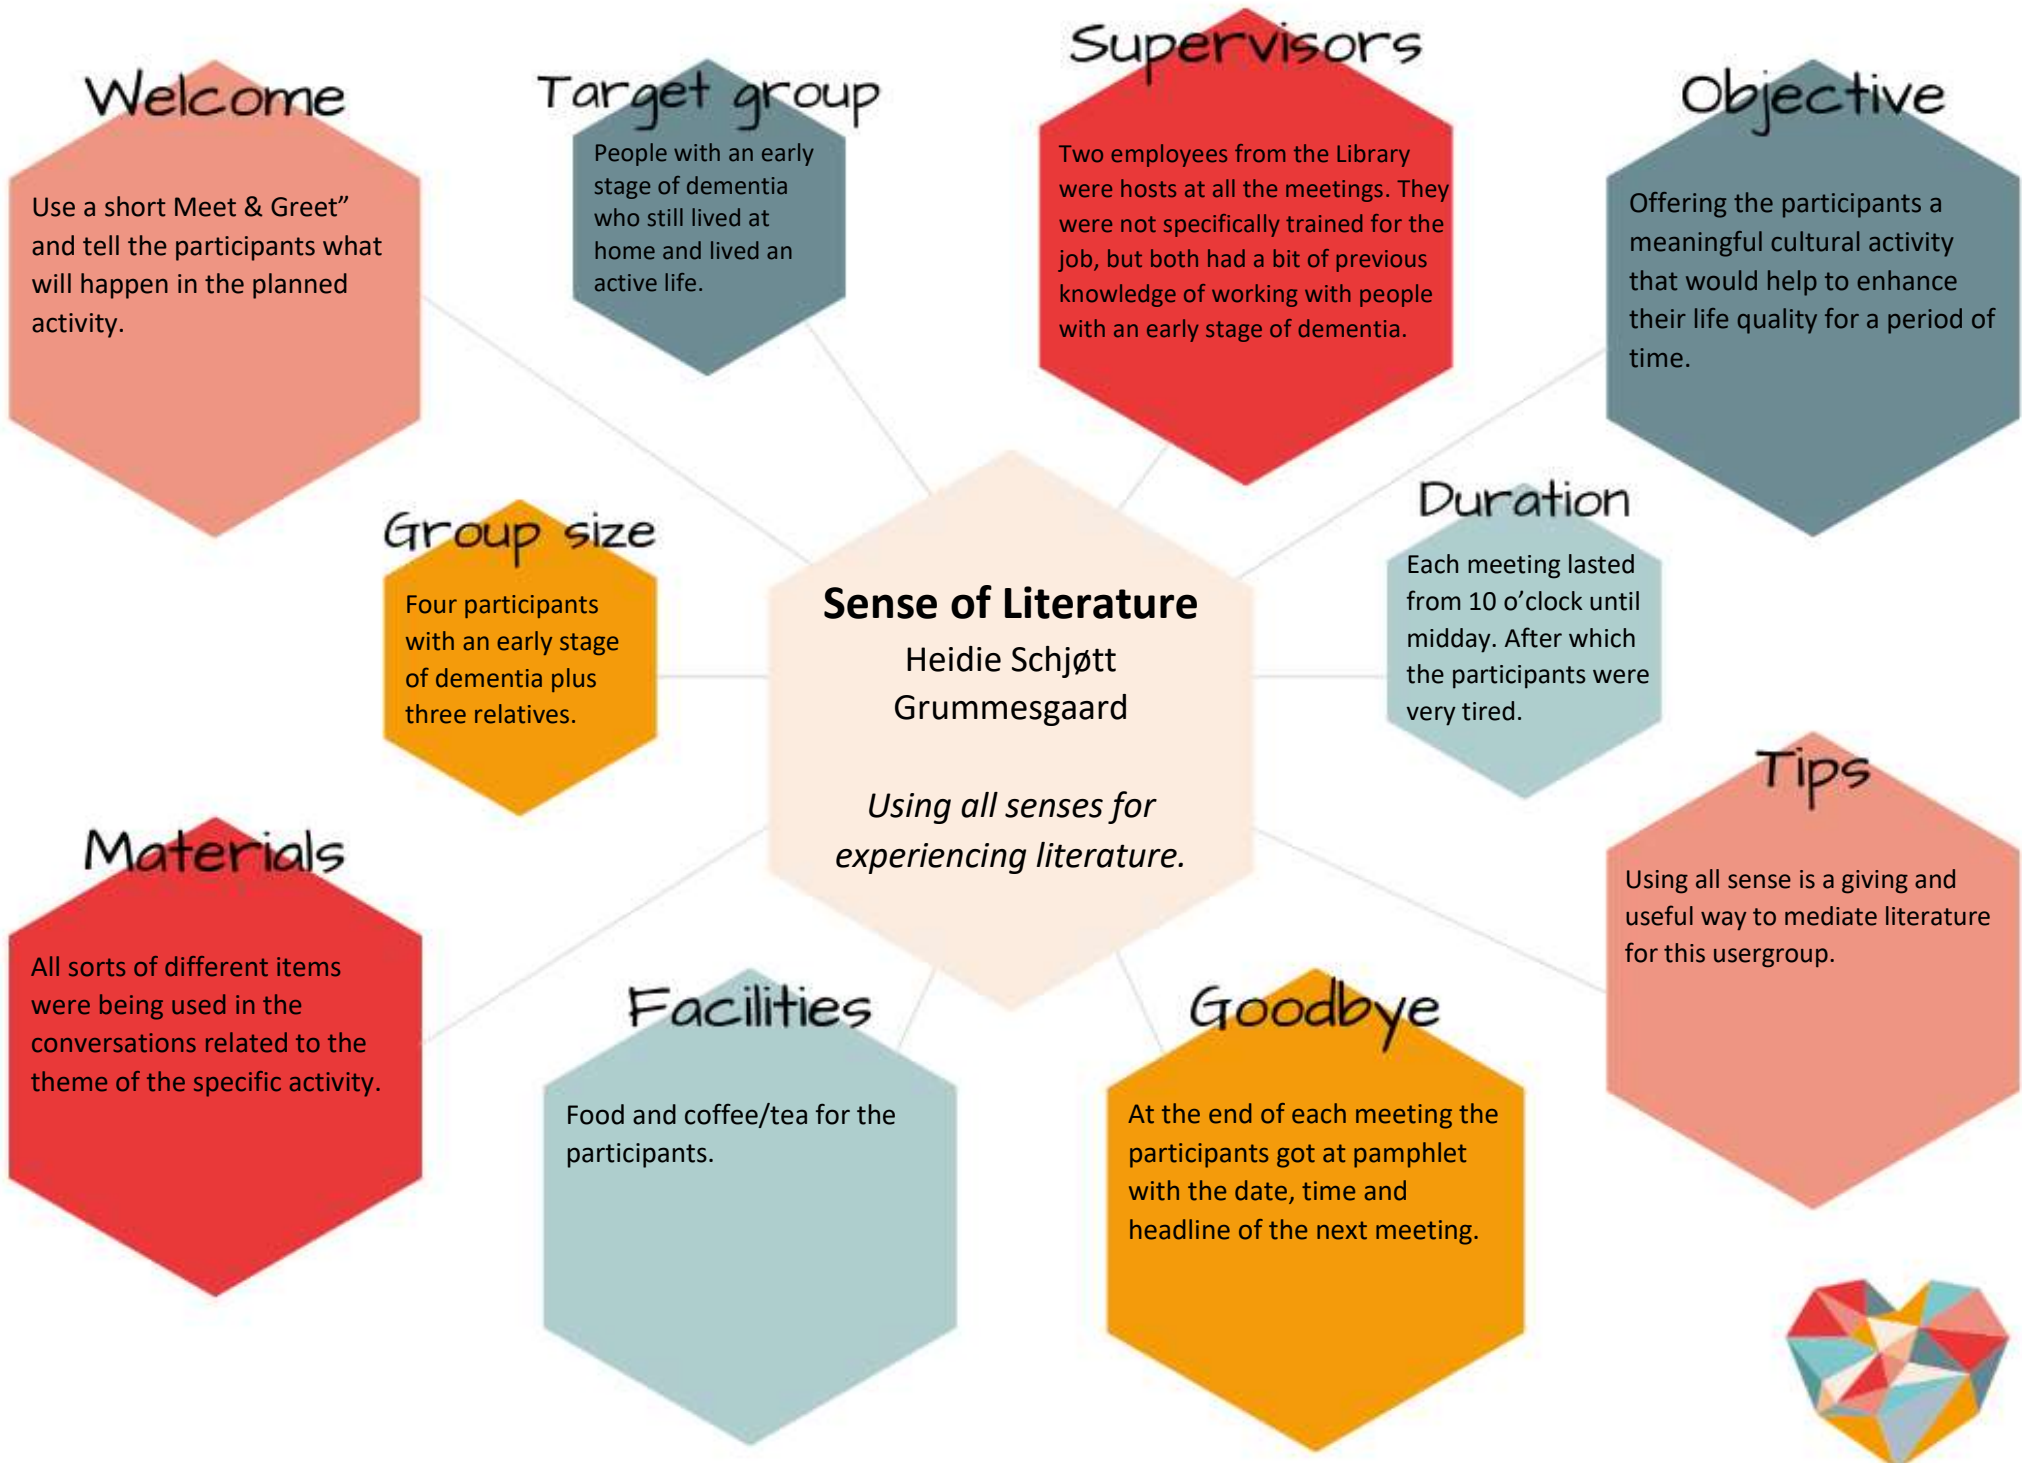 Welcome
Use a short Meet & Greet”
and tell the participants what
will happen in the planned
activity.
Target group
People with an early
stage of dementia
who still lived at
home and lived an
active life.
Supervisors
Two employees from the Library
were hosts at all the meetings. They
were not specifically trained for the
job, but both had a bit of previous
knowledge of working with people
with an early stage of dementia.
Objective
Offering the participants a
meaningful cultural activity
that would help to enhance
their life quality for a period of
time.
Group size
Four participants
with an early stage
of dementia plus
three relatives.
Sense of Literature
Heidie Schjøtt
Grummesgaard
Using all senses for
experiencing literature.
Duration
Each meeting lasted
from 10 o’clock until
midday. After which
the participants were
very tired.
Materials
All sorts of different items
were being used in the
conversations related to the
theme of the specific activity.
Facilities
Food and coffee/tea for the
participants.
Goodbye
At the end of each meeting the
participants got at pamphlet
with the date, time and
headline of the next meeting.
Tips
Using all sense is a giving and
useful way to mediate literature
for this usergroup.